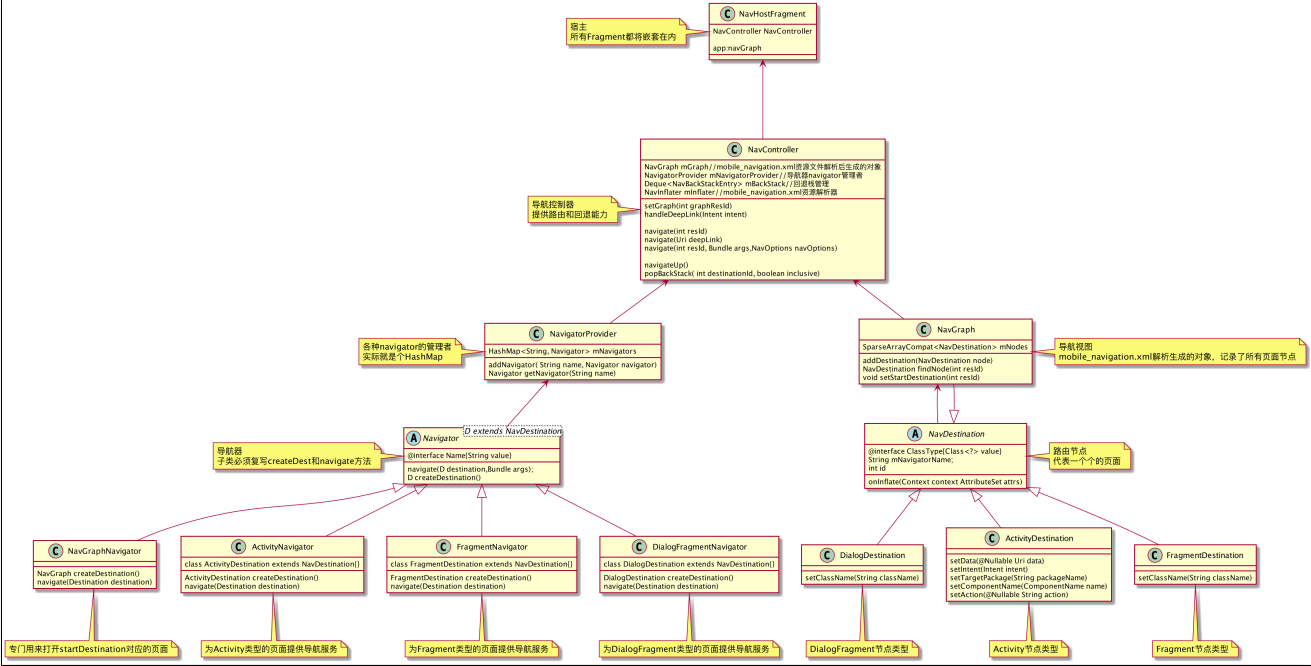 NavHostFragment
NavController NavController
app:navGraph
宿主
所有Fragment都将嵌套在内
NavController
NavGraph mGraph//mobile_navigation.xml资源文件解析后生成的对象
NavigatorProvider mNavigatorProvider//导航器navigator管理者
Deque<NavBackStackEntry> mBackStack//回退栈管理
NavInflater mInflater//mobile_navigation.xml资源解析器
setGraph(int graphResId)
handleDeepLink(Intent intent)
navigate(int resId)
navigate(Uri deepLink)
navigate(int resId, Bundle args,NavOptions navOptions)
navigateUp()
popBackStack( int destinationId, boolean inclusive)
导航控制器
提供路由和回退能力
NavigatorProvider
HashMap<String, Navigator> mNavigators
addNavigator( String name, Navigator navigator)
Navigator getNavigator(String name)
各种navigator的管理者
实际就是个HashMap
NavGraph
SparseArrayCompat<NavDestination> mNodes
addDestination(NavDestination node)
NavDestination findNode(int resId)
void setStartDestination(int resId)
导航视图
mobile_navigation.xml解析生成的对象，记录了所有页面节点
D extends NavDestination
Navigator
@interface Name(String value)
navigate(D destination,Bundle args);
D createDestination()
导航器
子类必须复写createDest和navigate方法
NavDestination
@interface ClassType(Class<?> value)
String mNavigatorName;
int id
onInflate(Context context AttributeSet attrs)
路由节点
代表一个个的页面
NavGraphNavigator
NavGraph createDestination()
navigate(Destination destination)
ActivityNavigator
class ActivityDestination extends NavDestination{}
ActivityDestination createDestination()
navigate(Destination destination)
FragmentNavigator
class FragmentDestination extends NavDestination{}
FragmentDestination createDestination()
navigate(Destination destination)
DialogFragmentNavigator
class DialogDestination extends NavDestination{}
DialogDestination createDestination()
navigate(Destination destination)
DialogDestination
setClassName(String className)
ActivityDestination
setData(@Nullable Uri data)
setIntent(Intent intent)
setTargetPackage(String packageName)
setComponentName(ComponentName name)
setAction(@Nullable String action)
FragmentDestination
setClassName(String className)
专门用来打开startDestination对应的页面
为Activity类型的页面提供导航服务
为Fragment类型的页面提供导航服务
为DialogFragment类型的页面提供导航服务
DialogFragment节点类型
Activity节点类型
Fragment节点类型